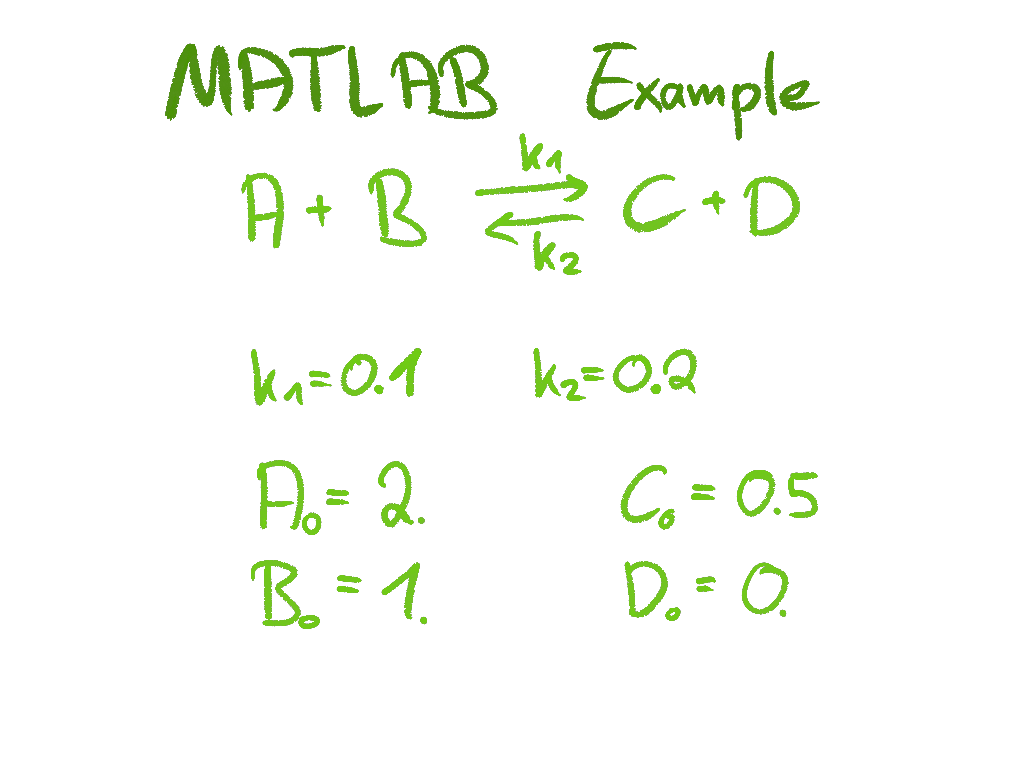 MATLAB Example
k1
A + B ⇌ C + D
k2
k1=0.1 k2=0.2
A0= 2. C0 = 0.5
B0 = 1. D0 = 0.